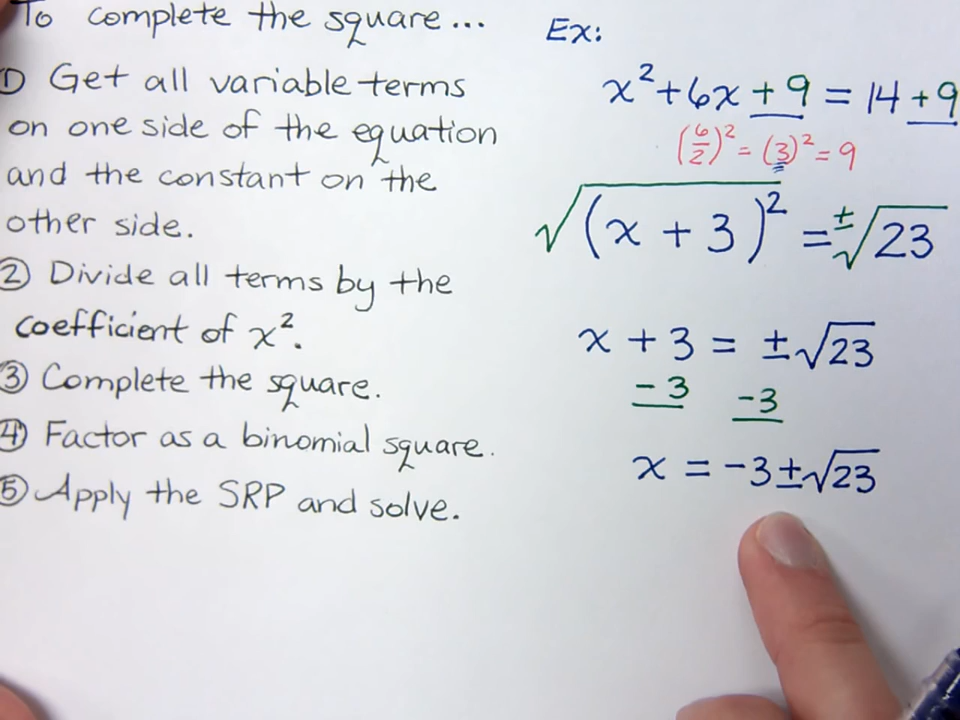 To complete the square...
① Get all variable terms
on one side of the equation
and the constant on the
other side.
② Divide all terms by the
coefficient of x².
③ Complete the square.
④ Factor as a binomial square.
⑤ Apply the SRP and solve.
Ex:
x² + 6x + 9 = 14 + 9
(6/2)² = (3)² = 9
√(x + 3)² = ±√23
x + 3 = ±√23
-3 -3
x = -3 ± √23